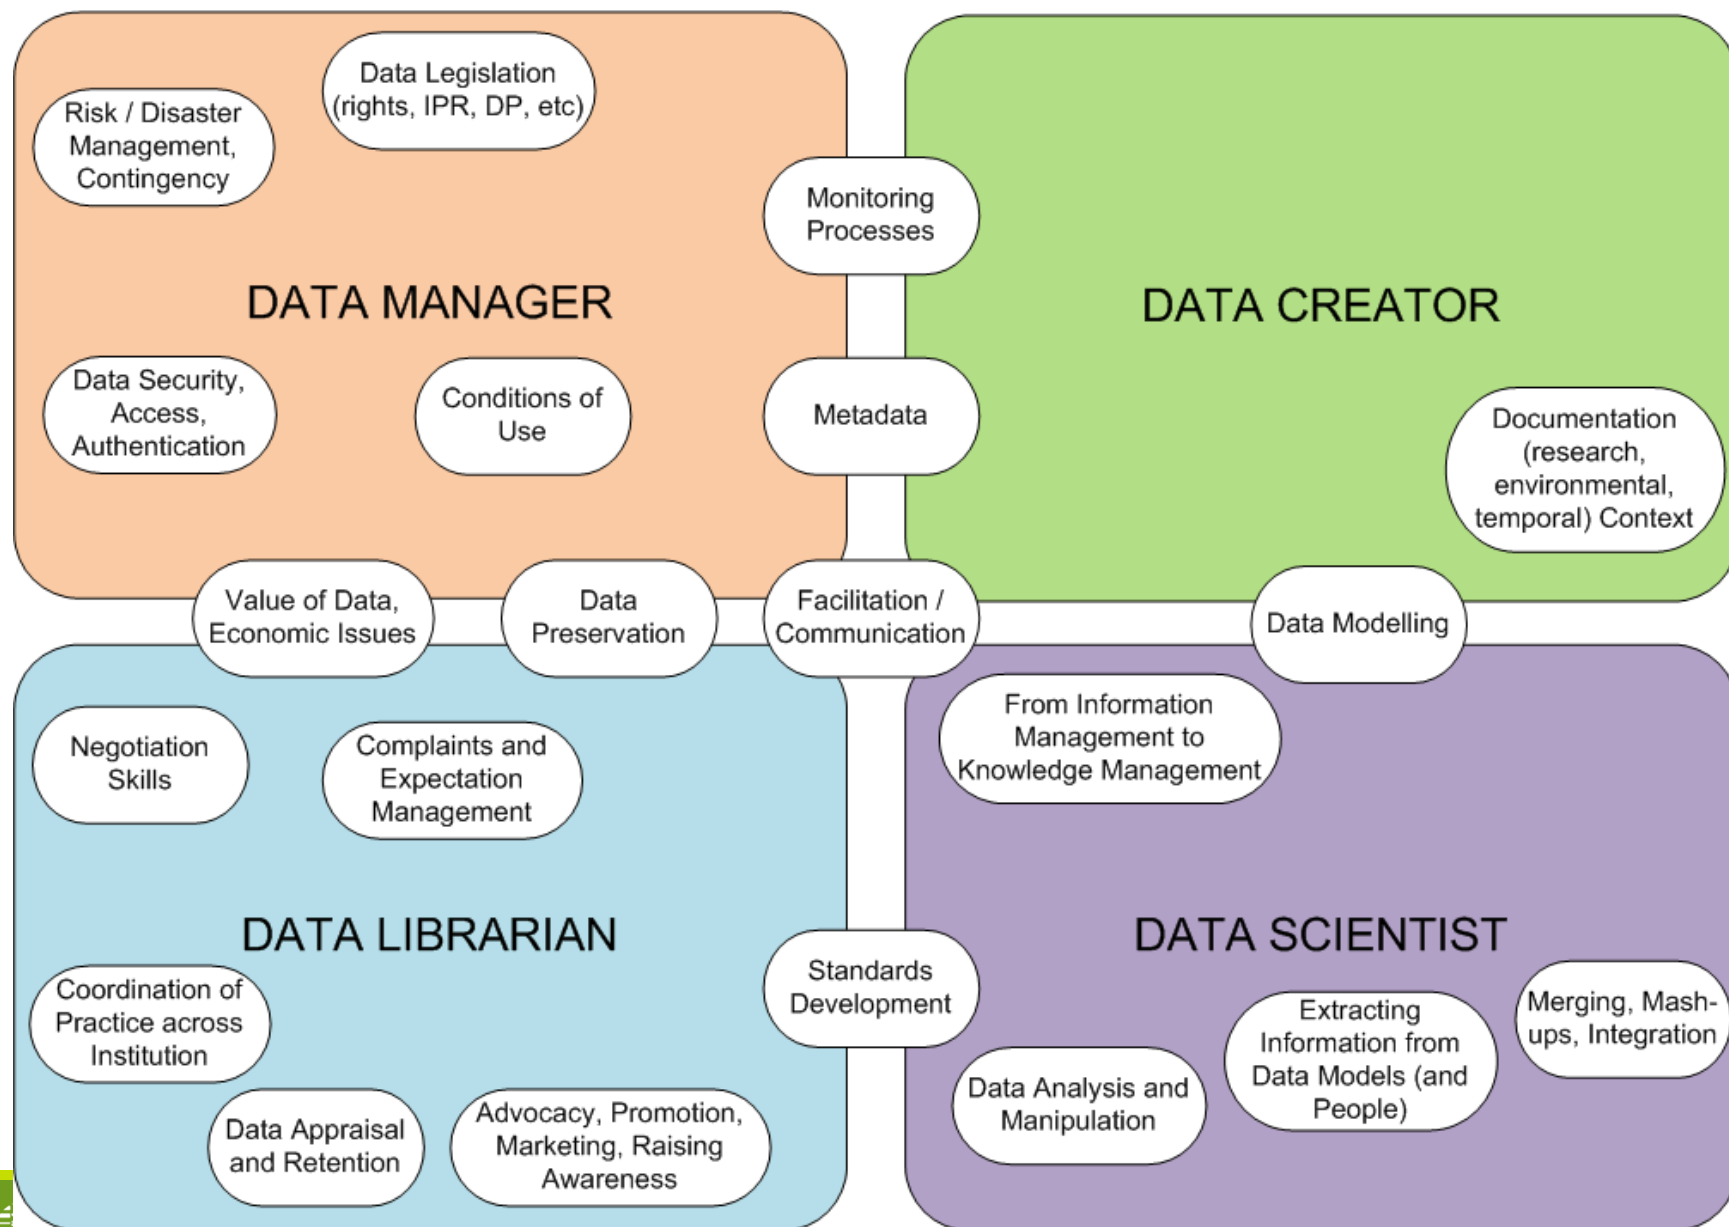 Data Legislation
(rights, IPR, DP, etc)
Risk / Disaster
Management,
Contingency
Monitoring
Processes
DATA MANAGER
DATA CREATOR
Data Security,
Access,
Authentication
Conditions of
Use
Metadata
Documentation
(research,
environmental,
temporal) Context
Value of Data,
Economic Issues
Data
Preservation
Facilitation /
Communication
Data Modelling
From Information
Management to
Knowledge Management
Negotiation
Skills
Complaints and
Expectation
Management
DATA LIBRARIAN
DATA SCIENTIST
Coordination of
Practice across
Institution
Standards
Development
Extracting
Information from
Data Models (and
People)
Merging, Mash-
ups, Integration
Data Analysis and
Manipulation
Data Appraisal
and Retention
Advocacy, Promotion,
Marketing, Raising
Awareness